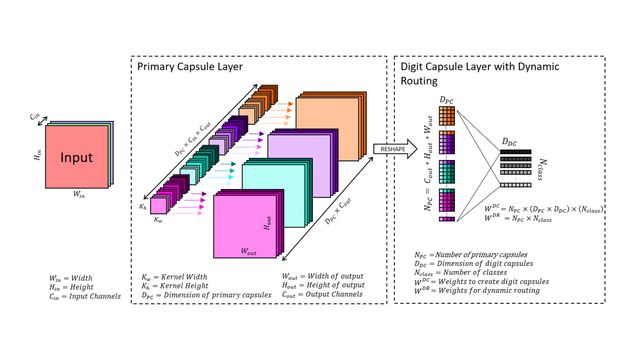 Primary Capsule Layer
Digit Capsule Layer with Dynamic
Routing
C_in
H_in
Input
W_in
D_PC × C_out
K_h
K_w
H_out
W_out
D_PC × C_out
RESHAPE
D_PC
N_PC = C_out * H_out * W_out
D_DC
N_class
W^DC = N_PC × (D_PC × D_DC) × (N_class)
W^DR = N_PC × N_class
W_in = Width
H_in = Height
C_in = Input Channels
K_w = Kernel Width
K_h = Kernel Height
D_PC = Dimension of primary capsules
W_out = Width of output
H_out = Height of output
C_out = Output Channels
N_PC = Number of primary capsules
D_DC = Dimension of digit capsules
N_class = Number of classes
W^DC = Weights to create digit capsules
W^DR = Weights for dynamic routing